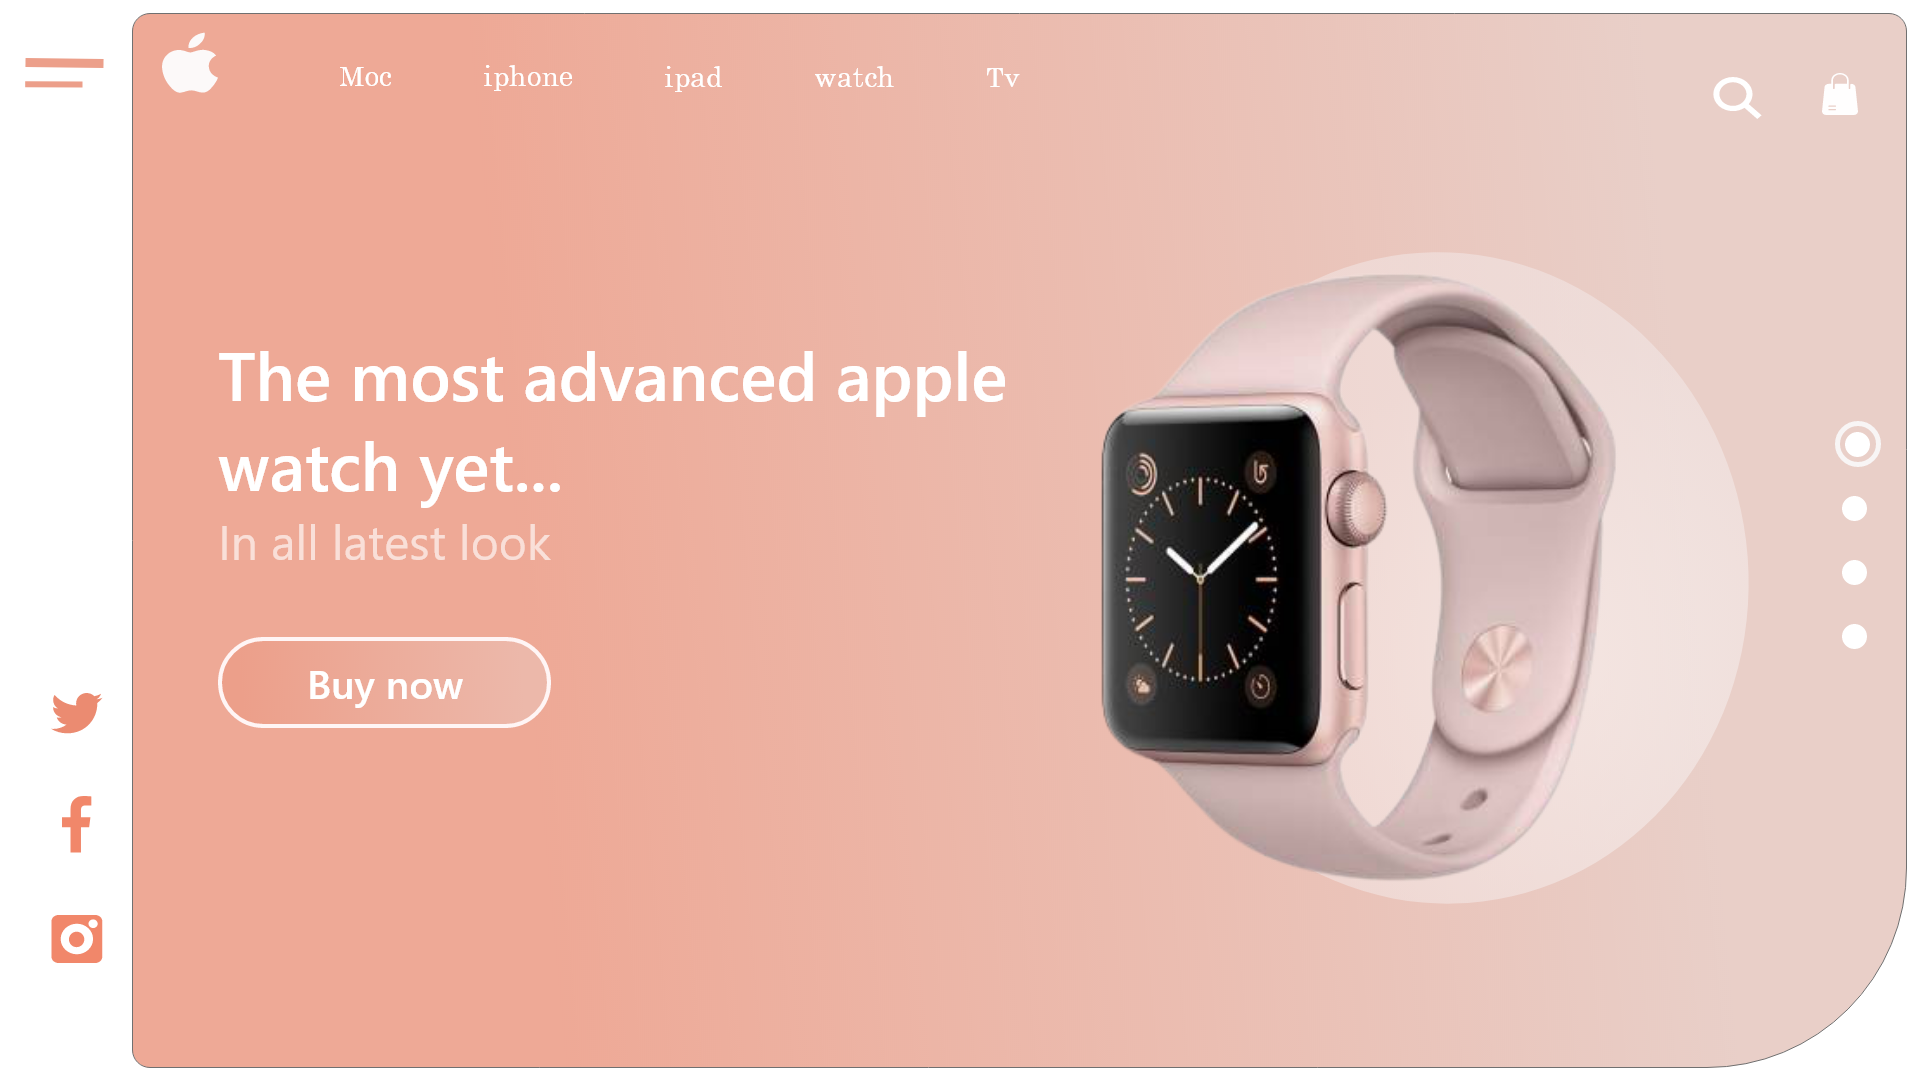 Moc iphone ipad watch Tv
The most advanced apple
watch yet...
In all latest look
Buy now